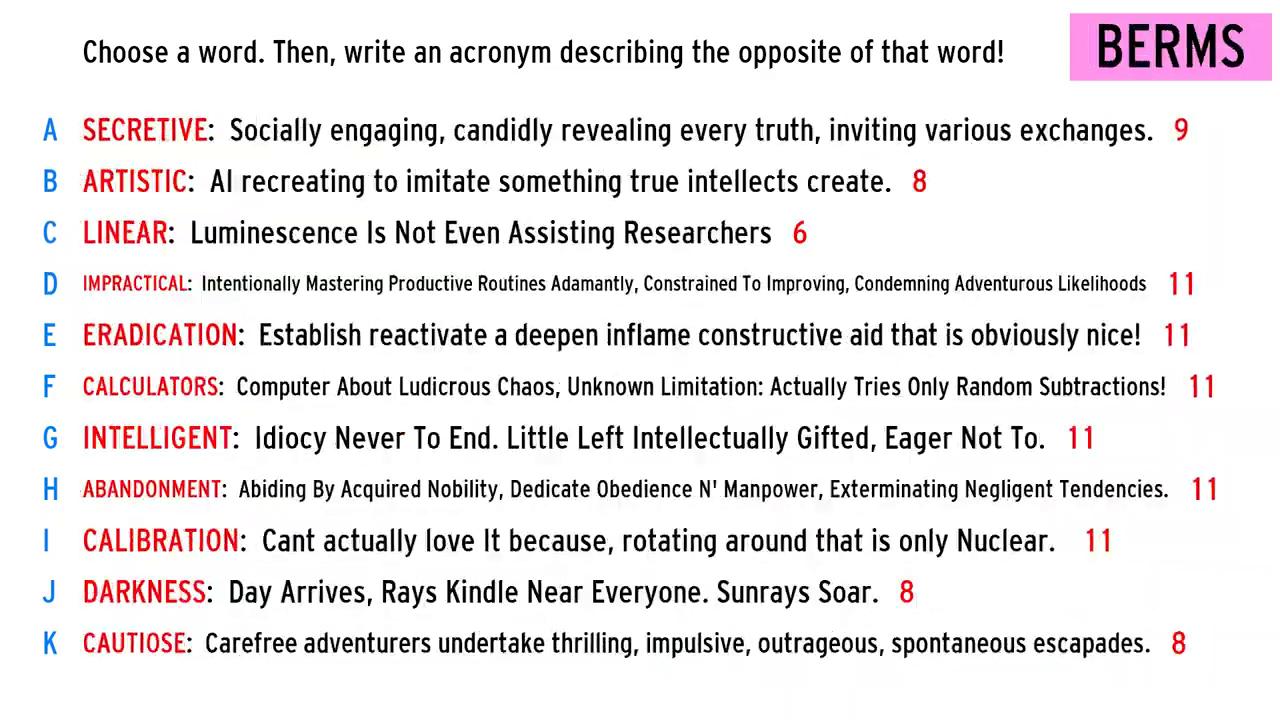 Choose a word. Then, write an acronym describing the opposite of that word!
BERMS
A SECRETIVE: Socially engaging, candidly revealing every truth, inviting various exchanges. 9
B ARTISTIC: AI recreating to imitate something true intellects create. 8
C LINEAR: Luminescence Is Not Even Assisting Researchers 6
D IMPRACTICAL: Intentionally Mastering Productive Routines Adamantly, Constrained To Improving, Condemning Adventurous Likelihoods 11
E ERADICATION: Establish reactivate a deepen inflame constructive aid that is obviously nice! 11
F CALCULATORS: Computer About Ludicrous Chaos, Unknown Limitation: Actually Tries Only Random Subtractions! 11
G INTELLIGENT: Idiocy Never To End. Little Left Intellectually Gifted, Eager Not To. 11
H ABANDONMENT: Abiding By Acquired Nobility, Dedicate Obedience N' Manpower, Exterminating Negligent Tendencies. 11
I CALIBRATION: Cant actually love It because, rotating around that is only Nuclear. 11
J DARKNESS: Day Arrives, Rays Kindle Near Everyone. Sunrays Soar. 8
K CAUTIOSE: Carefree adventurers undertake thrilling, impulsive, outrageous, spontaneous escapades. 8